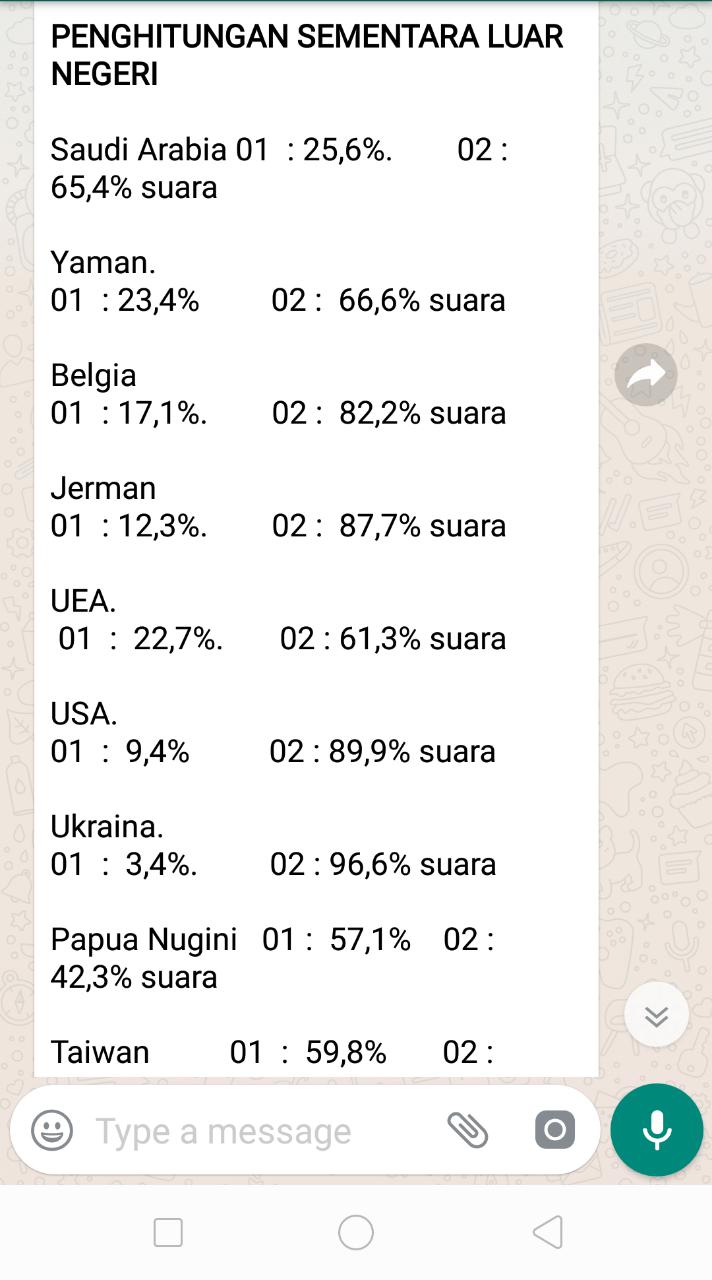 PENGHITUNGAN SEMENTARA LUAR
NEGERI
Saudi Arabia 01 : 25,6%. 02 :
65,4% suara
Yaman.
01 : 23,4% 02 : 66,6% suara
Belgia
01 : 17,1%. 02 : 82,2% suara
Jerman
01 : 12,3%. 02 : 87,7% suara
UEA.
01 : 22,7%. 02 : 61,3% suara
USA.
01 : 9,4% 02 : 89,9% suara
Ukraina.
01 : 3,4%. 02 : 96,6% suara
Papua Nugini 01 : 57,1% 02 :
42,3% suara
Taiwan 01 : 59,8% 02 :
Type a message